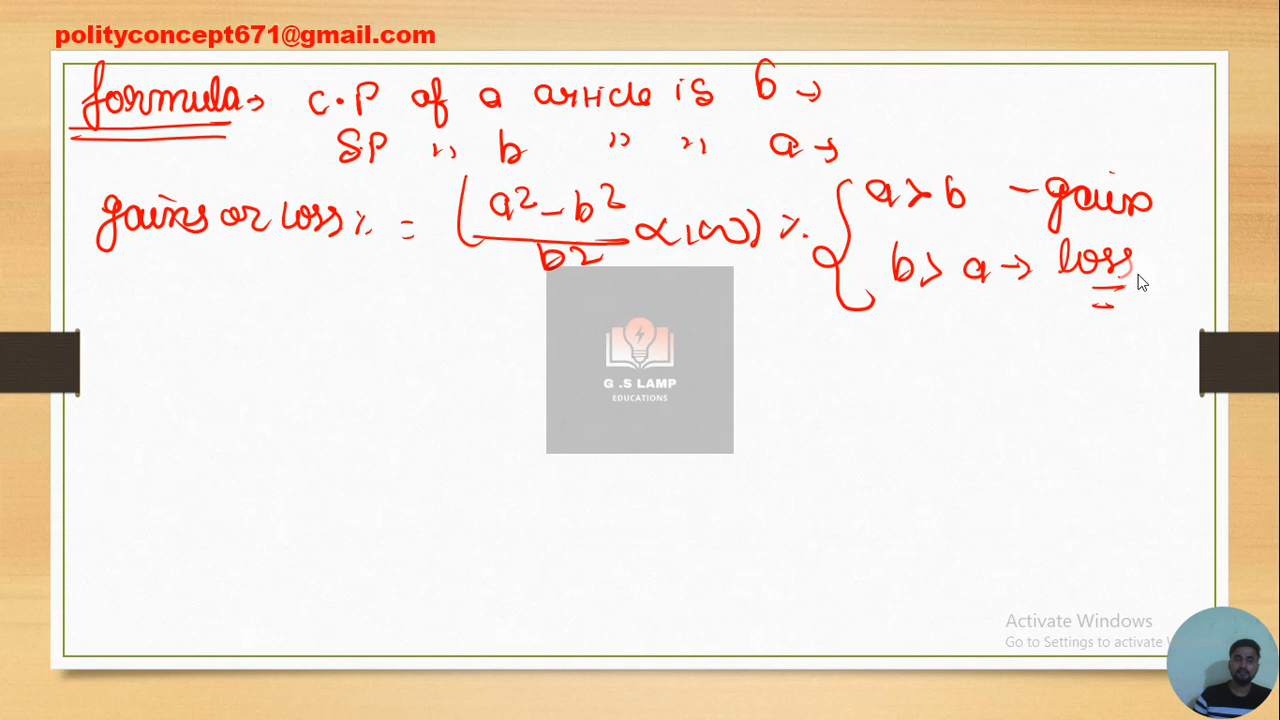 polityconcept671@gmail.com
formula→ C.P of a article is b →
SP ,, b ,, ,, a →
gains or loss % = (a² - b² / b² × 100) % { a > b - gain
b > a → loss
G .S LAMP
EDUCATIONS
Activate Windows
Go to Settings to activate